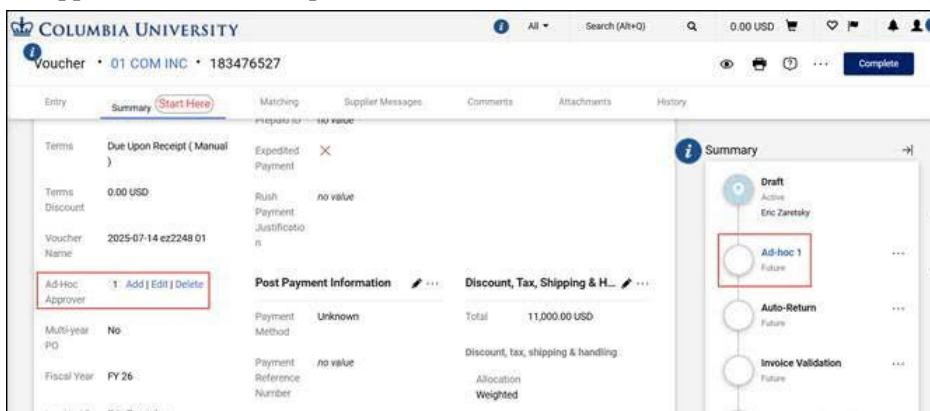 COLUMBIA UNIVERSITY
All
Search (Alt+Q)
0.00 USD
Voucher • 01 COM INC • 183476527
Complete
Entry
Summary
Start Here
Matching
Supplier Messages
Comments
Attachments
History
no value
Terms
Due Upon Receipt ( Manual
)
Expedited
Payment
Terms
Discount
0.00 USD
Rush
Payment
Justificatio
n
no value
Voucher
Name
2025-07-14 ez2248 01
Ad-Hoc
Approver
1 Add | Edit | Delete
Multi-year
PO
No
Fiscal Year
FY 26
Post Payment Information
Payment
Method
Unknown
Payment
Reference
Number
no value
Discount, Tax, Shipping & H...
Total
11,000.00 USD
Discount, tax, shipping & handling
Allocation
Weighted
Summary
Draft
Active
Eric Zaretsky
Ad-hoc 1
Future
Auto-Return
Future
Invoice Validation
Future